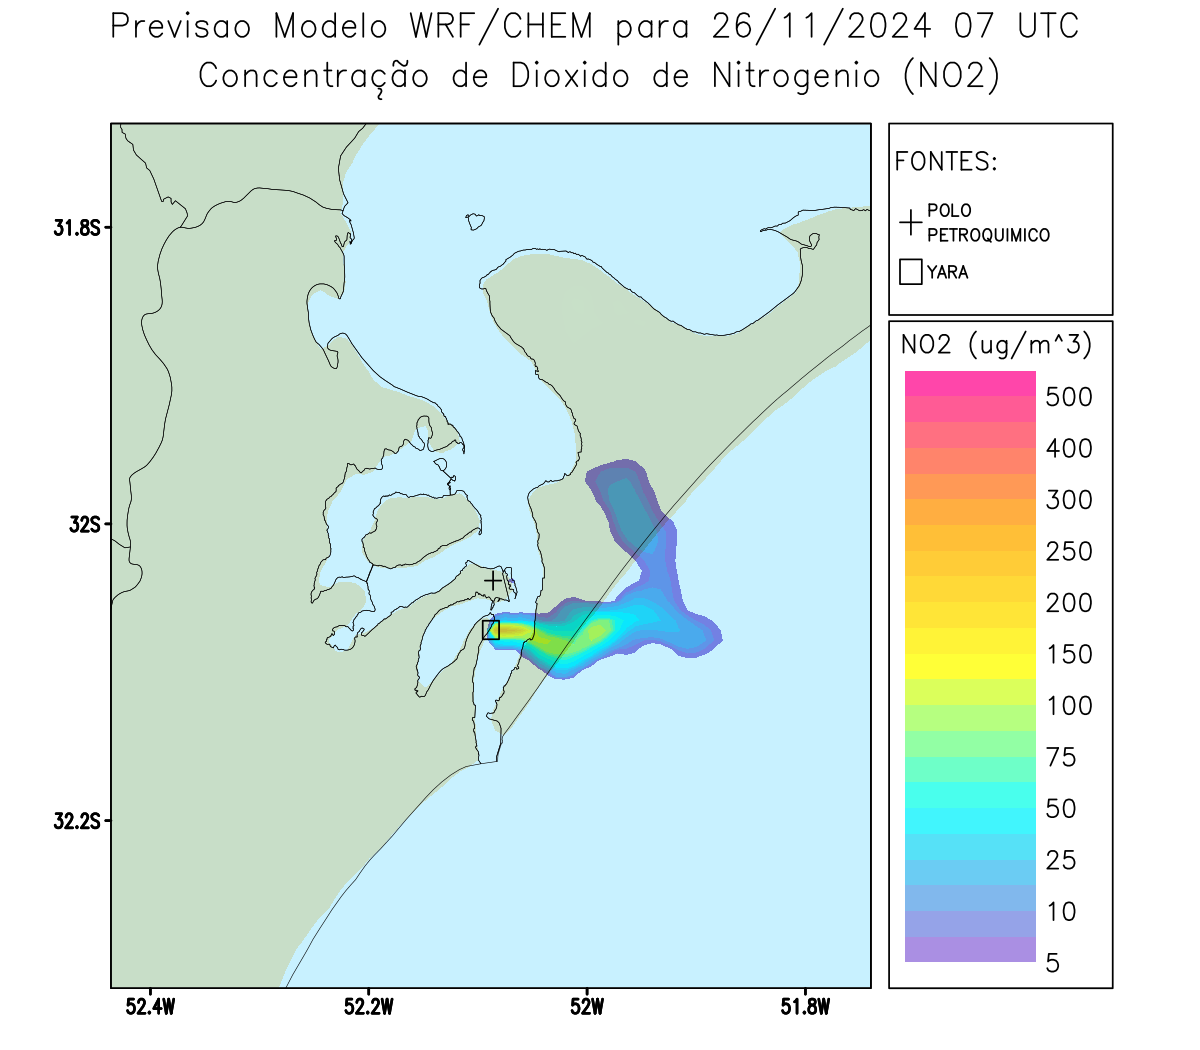 Previsao Modelo WRF/CHEM para 26/11/2024 07 UTC
Concentração de Dioxido de Nitrogenio (NO2)
FONTES:
POLO
PETROQUIMICO
YARA
31.8S
32S
32.2S
52.4W
52.2W
52W
51.8W
NO2 (ug/m^3)
500
400
300
250
200
150
100
75
50
25
10
5